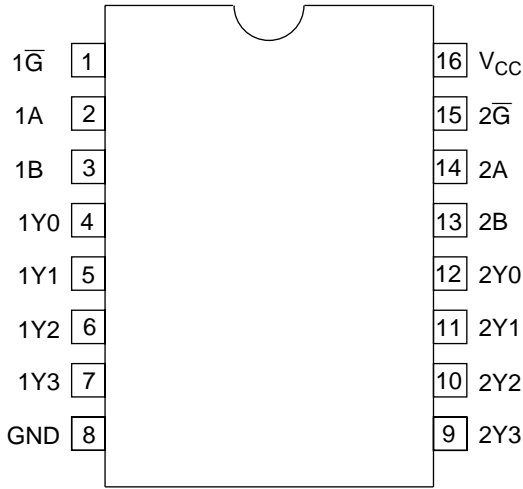 1G̅ 1 16 VCC
1A 2 15 2G̅
1B 3 14 2A
1Y0 4 13 2B
1Y1 5 12 2Y0
1Y2 6 11 2Y1
1Y3 7 10 2Y2
GND 8 9 2Y3